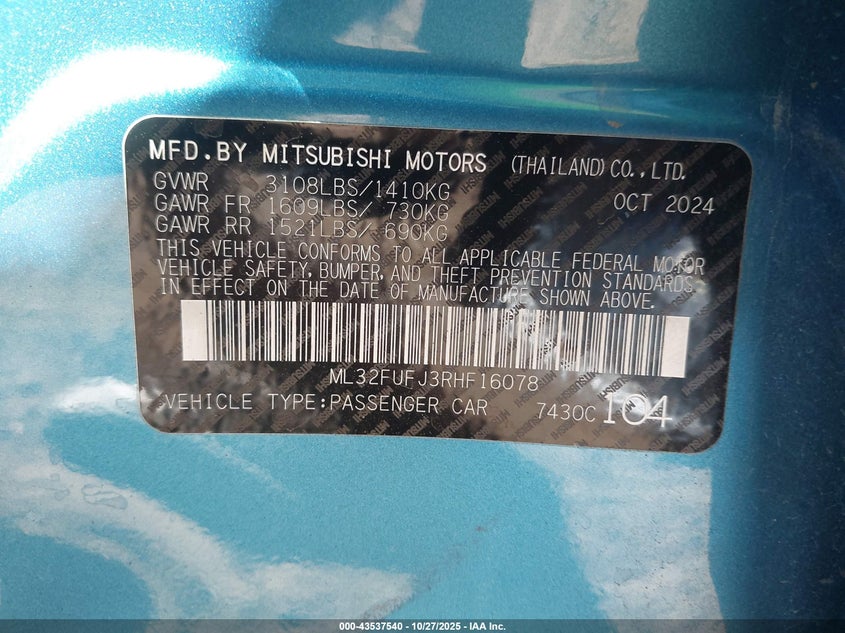 MFD.BY MITSUBISHI MOTORS (THAILAND) CO., LTD.
GVWR 3108LBS/1410KG OCT 2024
GAWR FR 1609LBS/ 730KG
GAWR RR 1521LBS/ 690KG
THIS VEHICLE CONFORMS TO ALL APPLICABLE FEDERAL MOTOR
VEHICLE SAFETY, BUMPER, AND THEFT PREVENTION STANDARDS
IN EFFECT ON THE DATE OF MANUFACTURE SHOWN ABOVE.
ML32FUFJ3RHF16078
VEHICLE TYPE:PASSENGER CAR 7430C 104
000-43537540 | 10/27/2025 - IAA Inc.